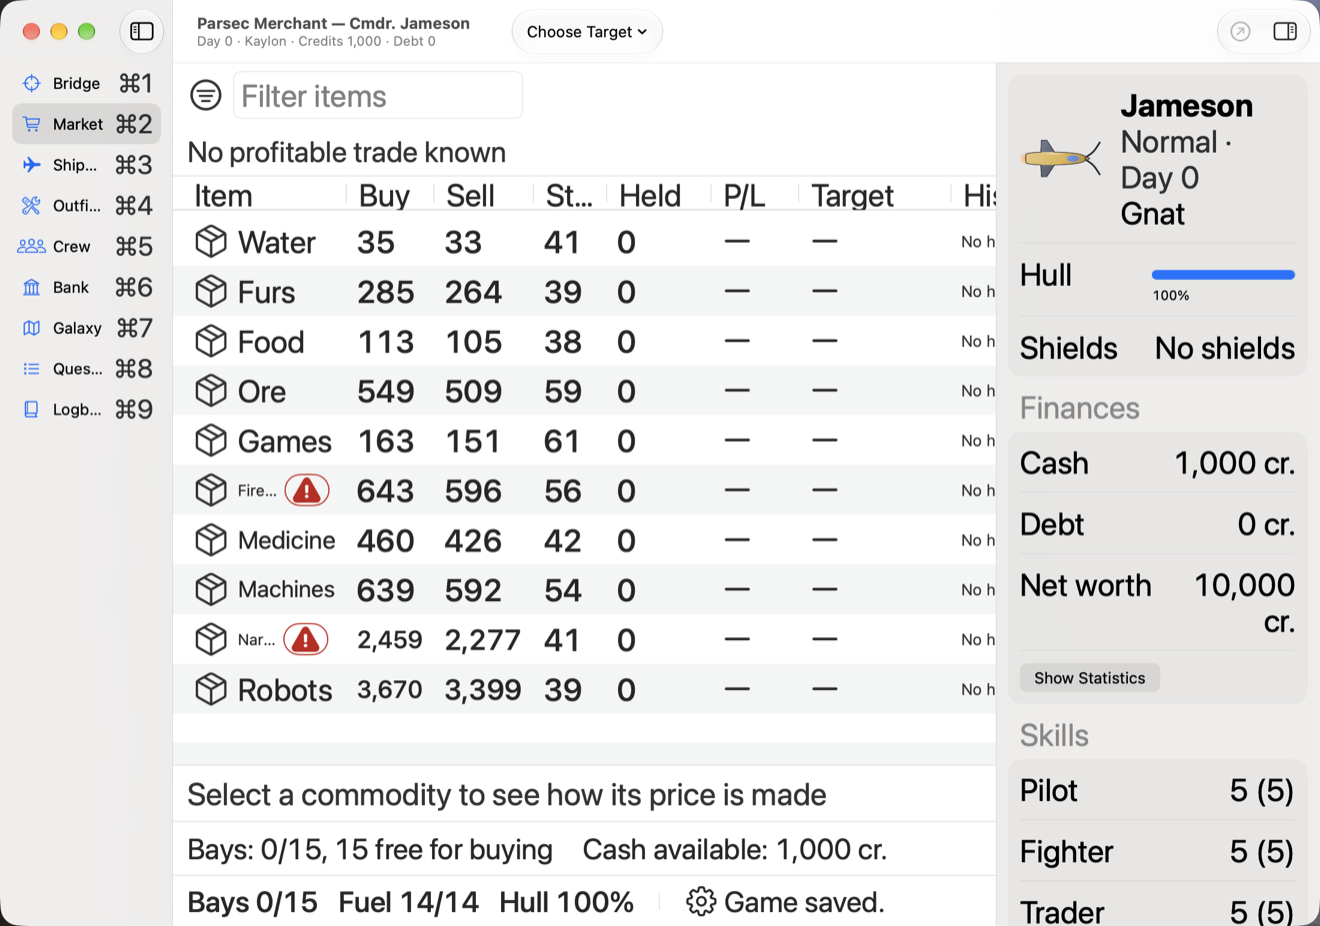 Parsec Merchant — Cmdr. Jameson
Day 0 · Kaylon · Credits 1,000 · Debt 0
Choose Target
Bridge ⌘1
Market ⌘2
Ship... ⌘3
Outfi... ⌘4
Crew ⌘5
Bank ⌘6
Galaxy ⌘7
Ques... ⌘8
Logb... ⌘9
Filter items
No profitable trade known
Item Buy Sell St... Held P/L Target His
Water 35 33 41 0 — — No h
Furs 285 264 39 0 — — No h
Food 113 105 38 0 — — No h
Ore 549 509 59 0 — — No h
Games 163 151 61 0 — — No h
Fire... 643 596 56 0 — — No h
Medicine 460 426 42 0 — — No h
Machines 639 592 54 0 — — No h
Nar... 2,459 2,277 41 0 — — No h
Robots 3,670 3,399 39 0 — — No h
Select a commodity to see how its price is made
Bays: 0/15, 15 free for buying Cash available: 1,000 cr.
Bays 0/15 Fuel 14/14 Hull 100% Game saved.
Jameson
Normal ·
Day 0
Gnat
Hull
100%
Shields No shields
Finances
Cash 1,000 cr.
Debt 0 cr.
Net worth 10,000
cr.
Show Statistics
Skills
Pilot 5 (5)
Fighter 5 (5)
Trader 5 (5)